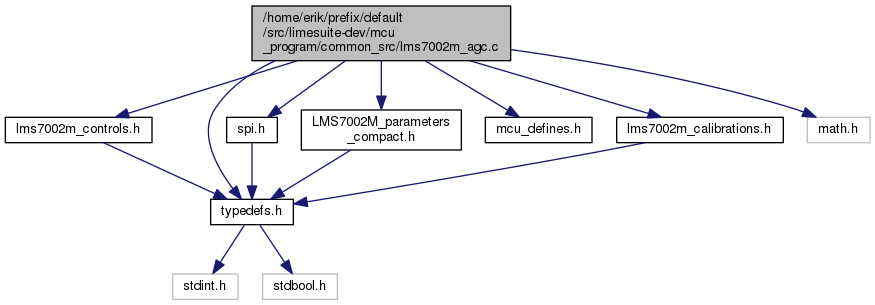 /home/erik/prefix/default
/src/limesuite-dev/mcu
_program/common_src/lms7002m_agc.c
lms7002m_controls.h
spi.h
LMS7002M_parameters
_compact.h
mcu_defines.h
lms7002m_calibrations.h
math.h
typedefs.h
stdint.h
stdbool.h